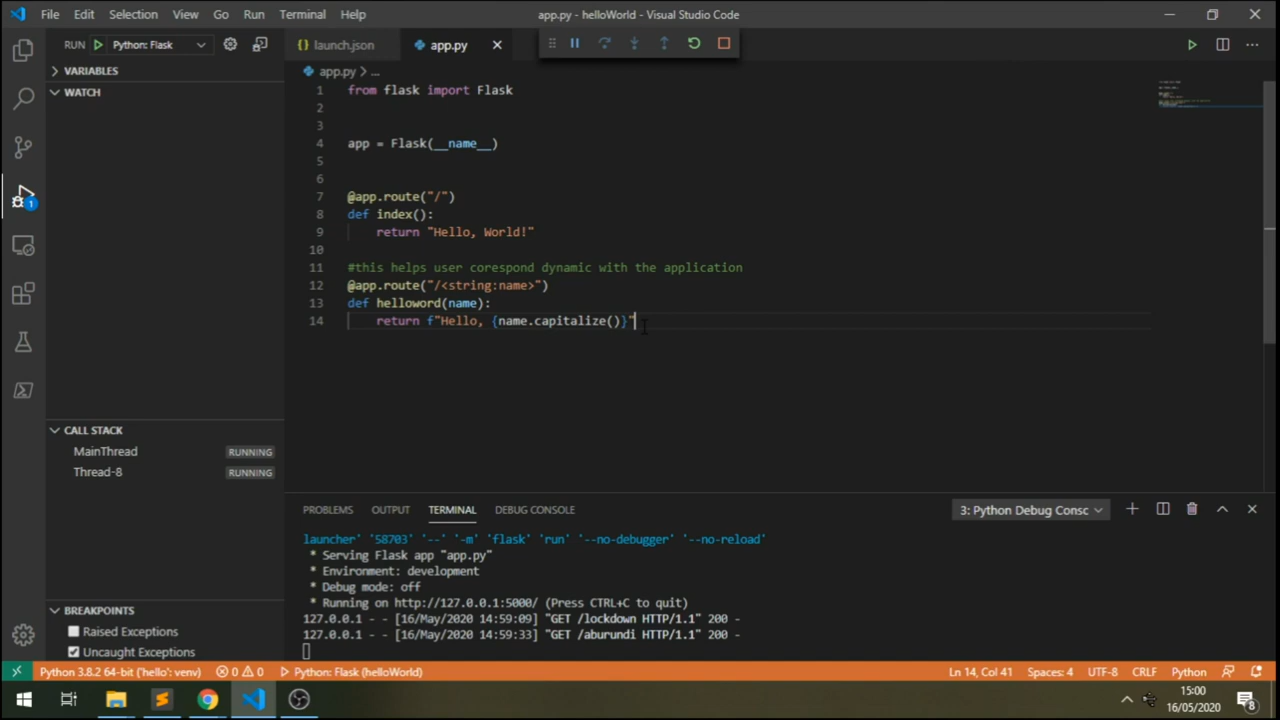 File Edit Selection View Go Run Terminal Help app.py - helloWorld - Visual Studio Code
RUN Python: Flask launch.json app.py
VARIABLES
WATCH
app.py > ...
1 from flask import Flask
2
3
4 app = Flask(__name__)
5
6
7 @app.route("/")
8 def index():
9 return "Hello, World!"
10
11 #this helps user corespond dynamic with the application
12 @app.route("/<string:name>")
13 def helloword(name):
14 return f"Hello, {name.capitalize()}"
CALL STACK
MainThread RUNNING
Thread-8 RUNNING
BREAKPOINTS
Raised Exceptions
Uncaught Exceptions
PROBLEMS OUTPUT TERMINAL DEBUG CONSOLE 3: Python Debug Consc
launcher' '58703' '--' '-m' 'flask' 'run' '--no-debugger' '--no-reload'
* Serving Flask app "app.py"
* Environment: development
* Debug mode: off
* Running on http://127.0.0.1:5000/ (Press CTRL+C to quit)
127.0.0.1 - - [16/May/2020 14:59:09] "GET /lockdown HTTP/1.1" 200 -
127.0.0.1 - - [16/May/2020 14:59:33] "GET /aburundi HTTP/1.1" 200 -
Python 3.8.2 64-bit ('hello': venv) 0 0 Python: Flask (helloWorld) Ln 14, Col 41 Spaces: 4 UTF-8 CRLF Python
1
15:00
16/05/2020
8